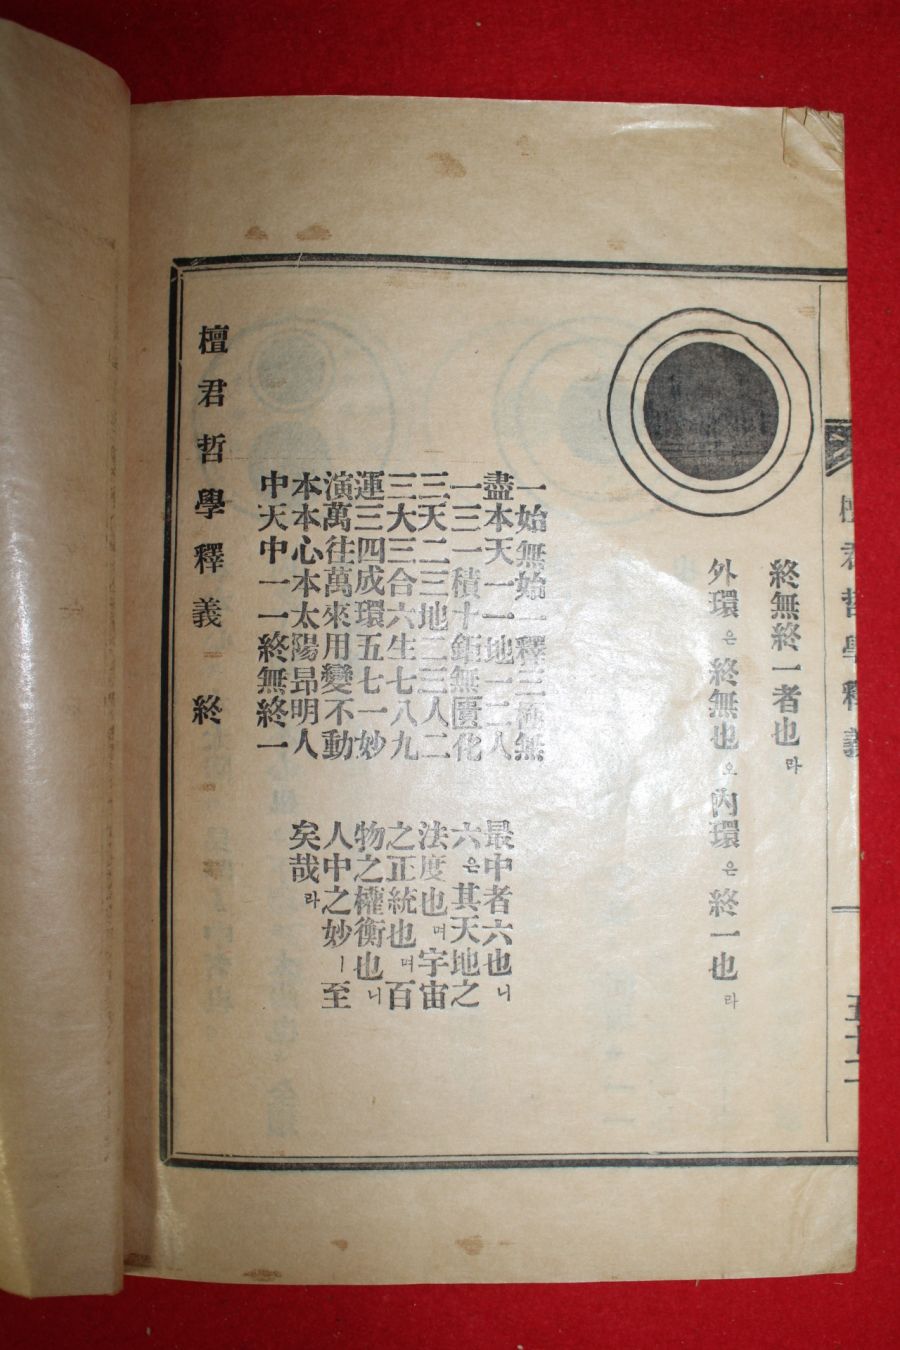 檀君哲學釋義
五十二
終無終一者也라
外環은終無也오內環은終一也라
一始無始一釋三極無
盡本天一一地一二人
一三一積十鉅無匱化
三天二三地二三人二
三大三合六生七八九
運三四成環五七一妙
演萬往萬來用變不動
本本心本太陽昻明人
中天中一一終無終一
最中者六也니
六은其天地之
法度也며宇宙
之正統也며百
物之權衡也니
人中之妙ㅣ至
矣哉라
檀君哲學釋義 終